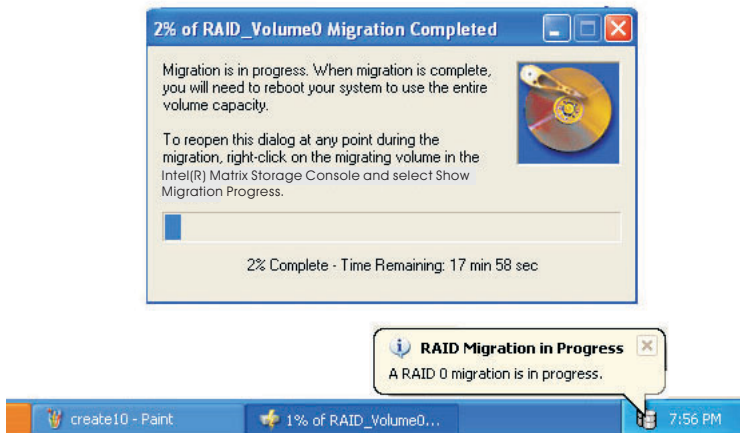 2% of RAID_Volume0 Migration Completed
Migration is in progress. When migration is complete,
you will need to reboot your system to use the entire
volume capacity.
To reopen this dialog at any point during the
migration, right-click on the migrating volume in the
Intel(R) Matrix Storage Console and select Show
Migration Progress.
2% Complete - Time Remaining: 17 min 58 sec
RAID Migration in Progress
A RAID 0 migration is in progress.
create10 - Paint
1% of RAID_Volume0...
7:56 PM